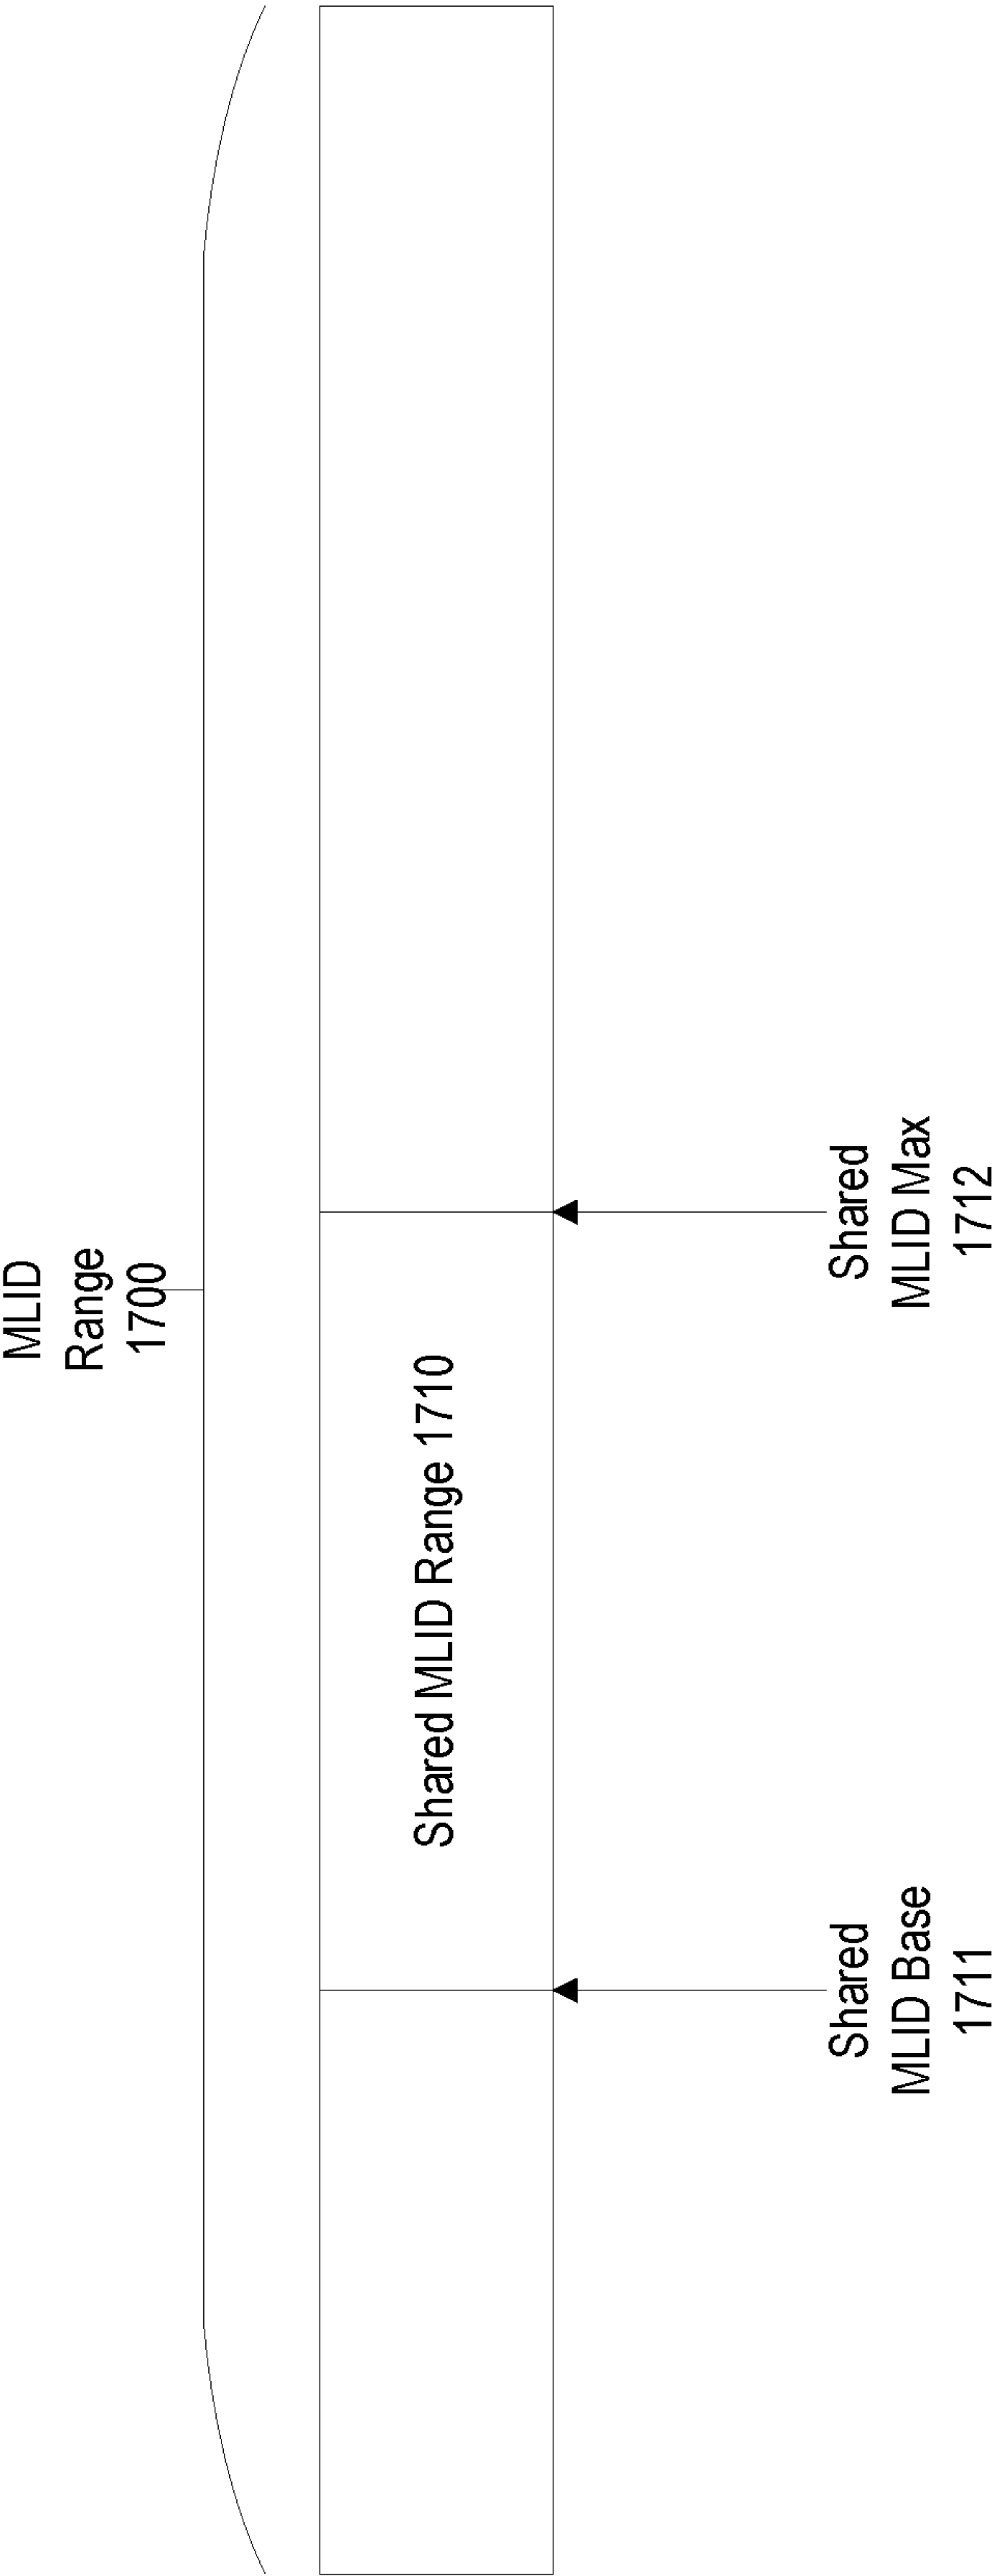 MLID
Range
1700
Shared MLID Range 1710
Shared
MLID Base
1711
Shared
MLID Max
1712